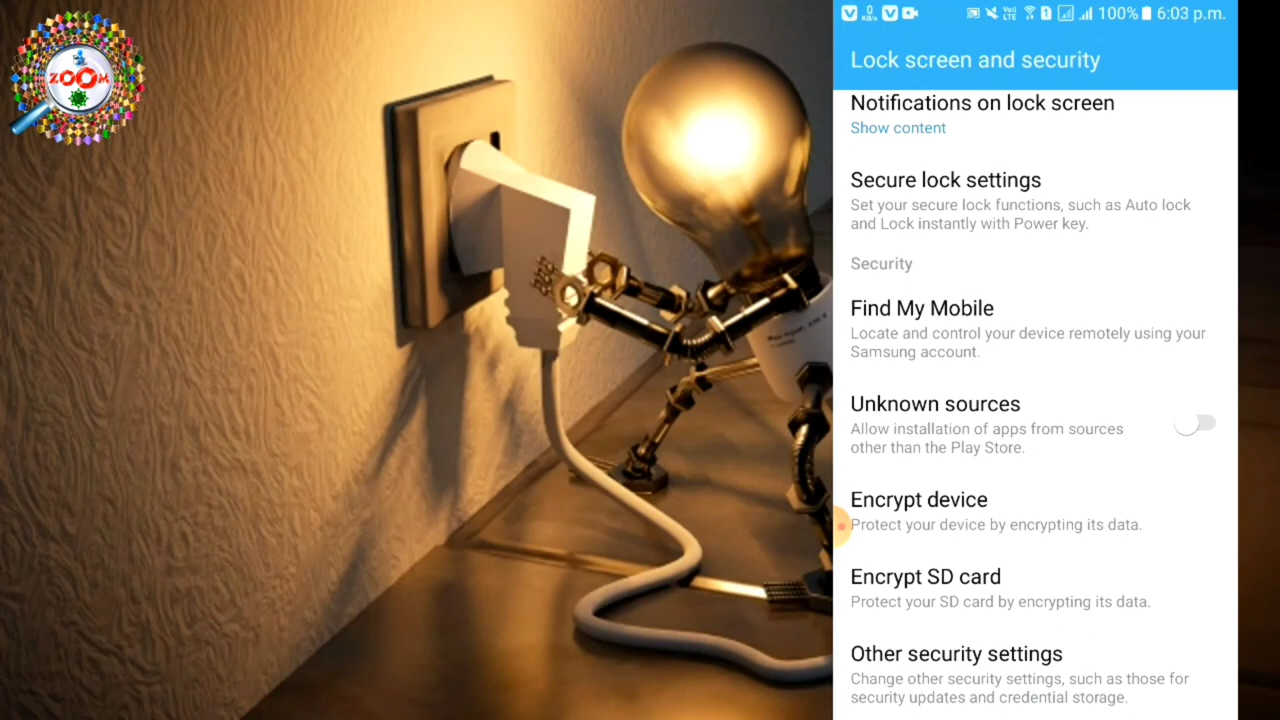 ZOOM
0
KB/s
Vo)
LTE
1
100%
6:03 p.m.
Lock screen and security
Notifications on lock screen
Show content
Secure lock settings
Set your secure lock functions, such as Auto lock
and Lock instantly with Power key.
Security
Find My Mobile
Locate and control your device remotely using your
Samsung account.
Unknown sources
Allow installation of apps from sources
other than the Play Store.
Encrypt device
Protect your device by encrypting its data.
Encrypt SD card
Protect your SD card by encrypting its data.
Other security settings
Change other security settings, such as those for
security updates and credential storage.